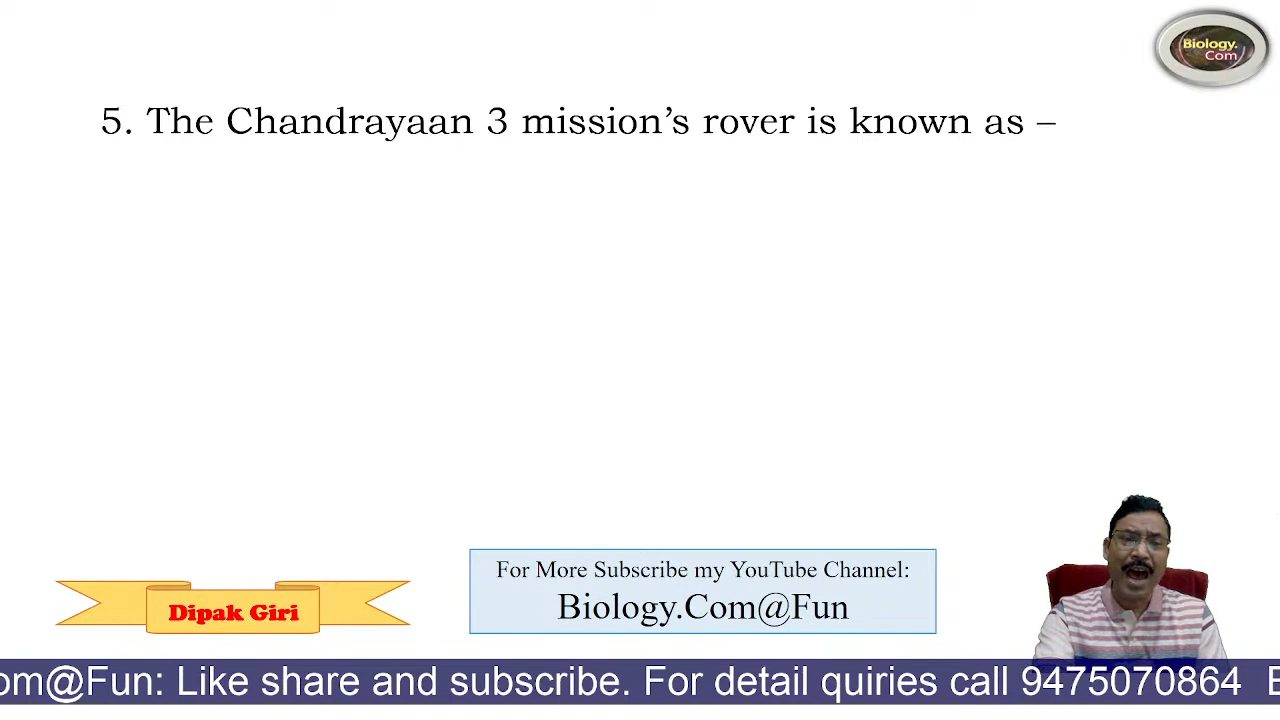 Biology.
Com
5. The Chandrayaan 3 mission’s rover is known as –
For More Subscribe my YouTube Channel:
Biology.Com@Fun
Dipak Giri
om@Fun: Like share and subscribe. For detail quiries call 9475070864